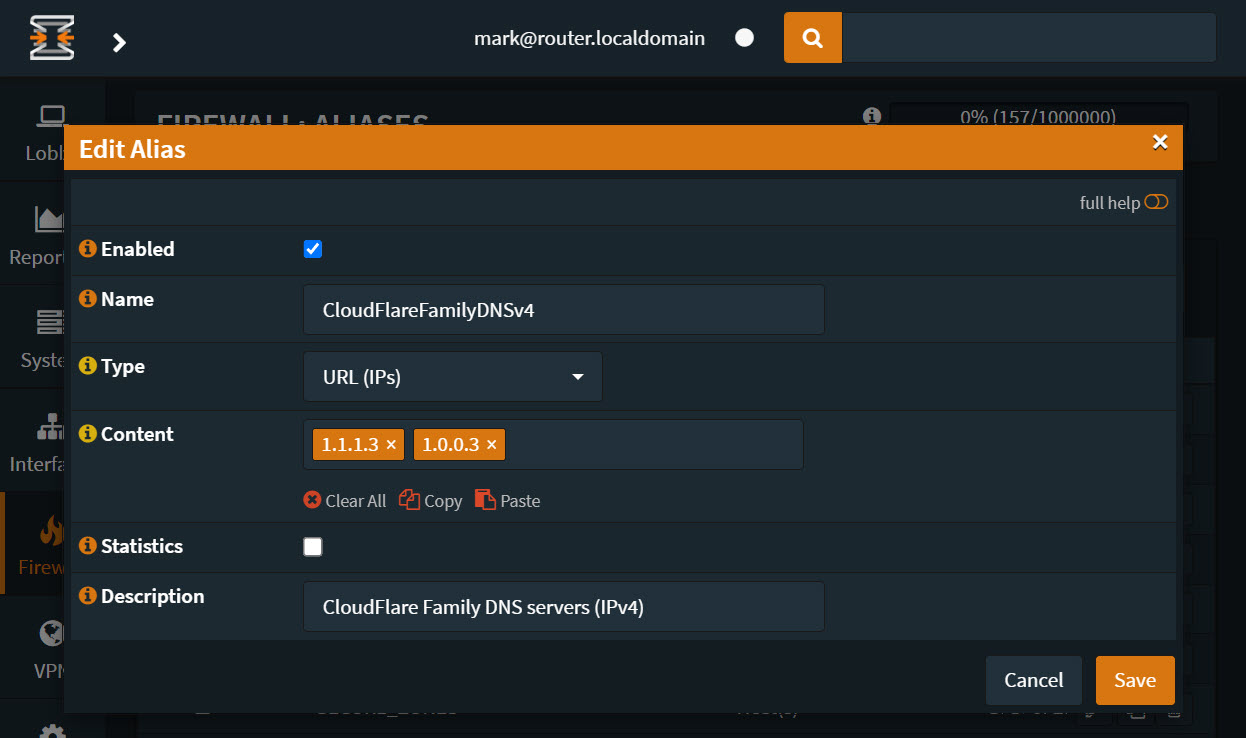 mark@router.localdomain
FIREWALL: ALIASES
0% (157/1000000)
Edit Alias
full help
Enabled
Name
CloudFlareFamilyDNSv4
Type
URL (IPs)
Content
1.1.1.3 ×
1.0.0.3 ×
Clear All Copy Paste
Statistics
Description
CloudFlare Family DNS servers (IPv4)
Cancel
Save
Lobb
Report
Syste
Interfa
Firew
VPN